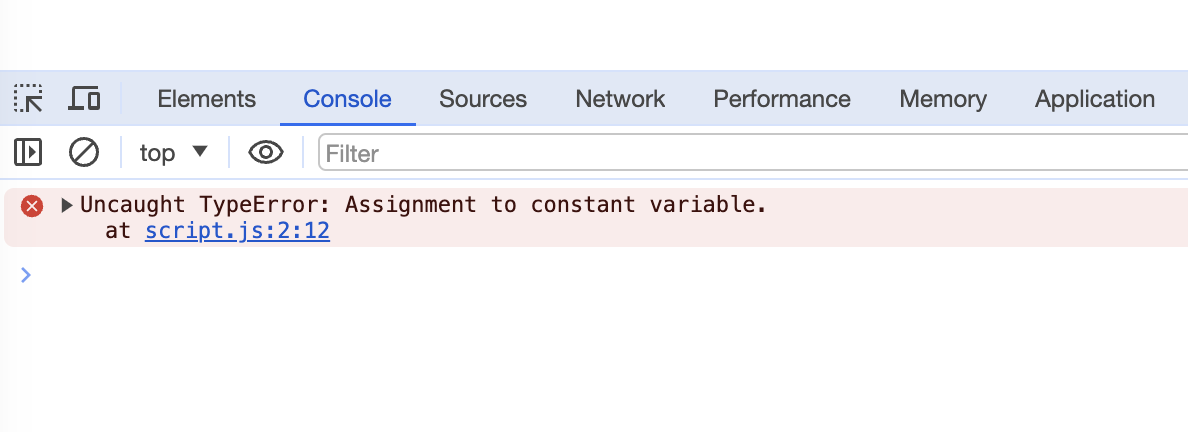 Elements Console Sources Network Performance Memory Application
top Filter
Uncaught TypeError: Assignment to constant variable.
at script.js:2:12